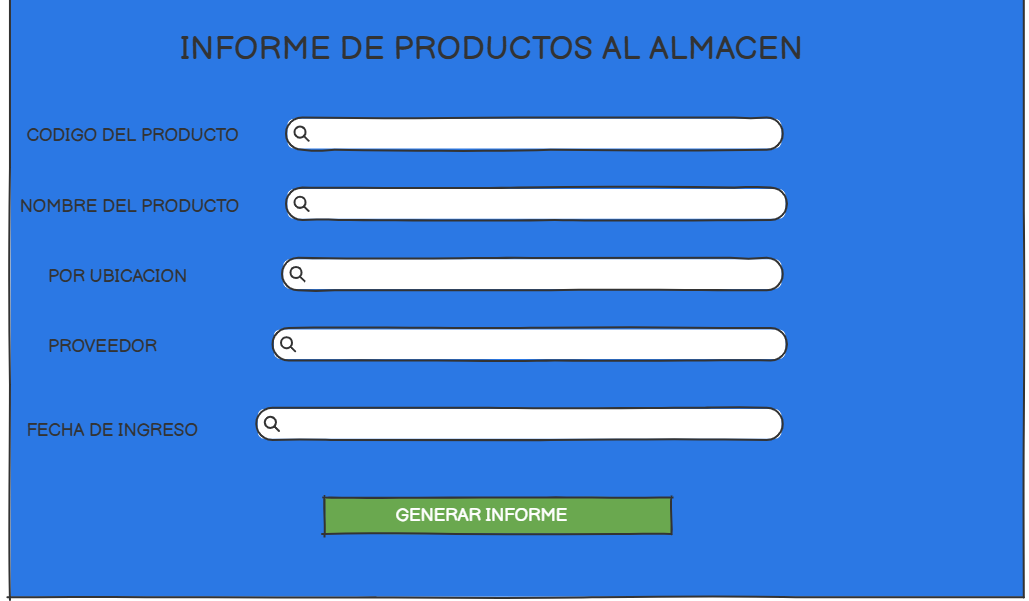 INFORME DE PRODUCTOS AL ALMACEN
CODIGO DEL PRODUCTO
NOMBRE DEL PRODUCTO
POR UBICACION
PROVEEDOR
FECHA DE INGRESO
GENERAR INFORME